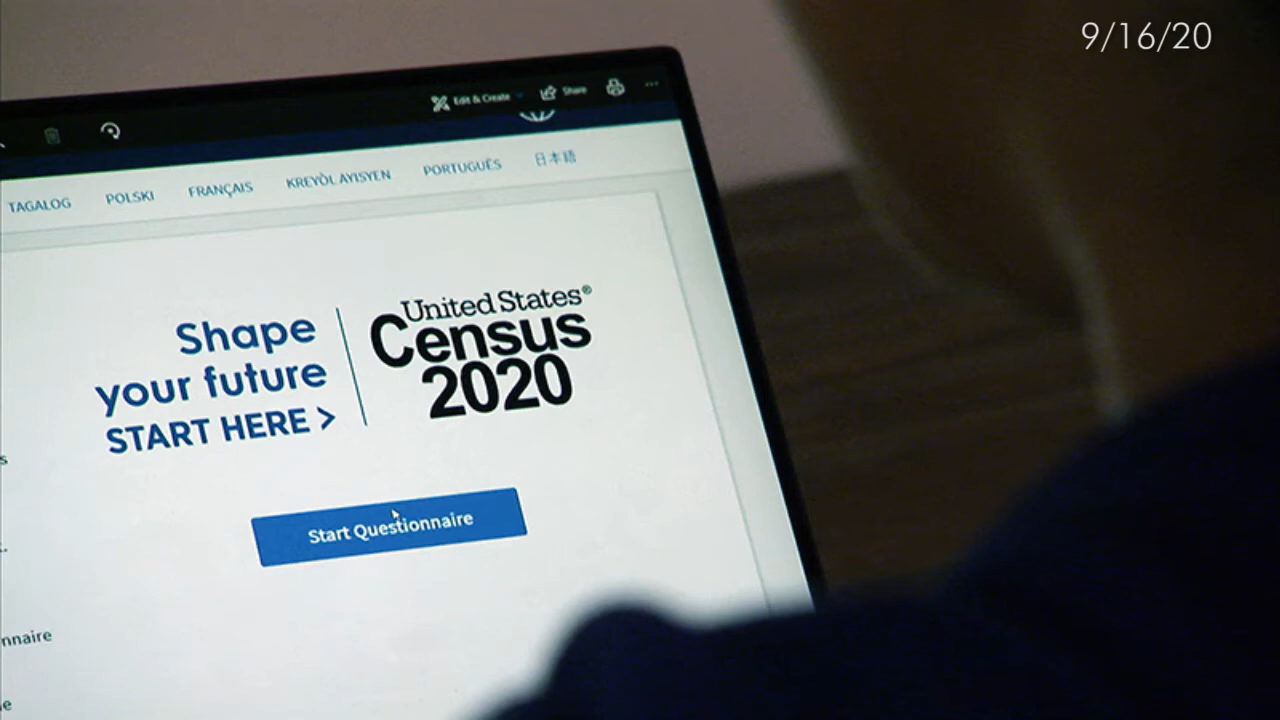 9/16/20
Edit & Create
Share
TAGALOG
POLSKI
FRANÇAIS
KREYÒL AYISYEN
PORTUGUÊS
日本語
Shape
your future
START HERE >
United States®
Census
2020
Start Questionnaire